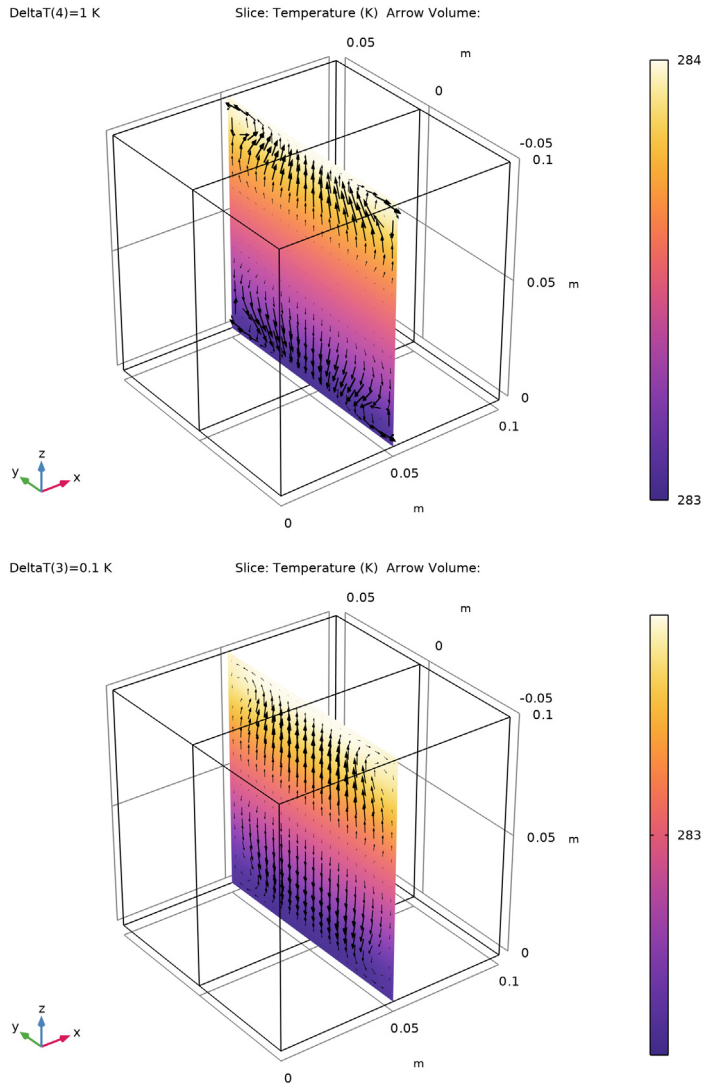 DeltaT(4)=1 K Slice: Temperature (K) Arrow Volume:
0.05
m
284
0
-0.05
0.1
0.05 m
0
0.1
z
y x
0.05
283
m
0
DeltaT(3)=0.1 K Slice: Temperature (K) Arrow Volume:
0.05
m
0
-0.05
0.1
283
0.05 m
0
0.1
z
y x
0.05
m
0